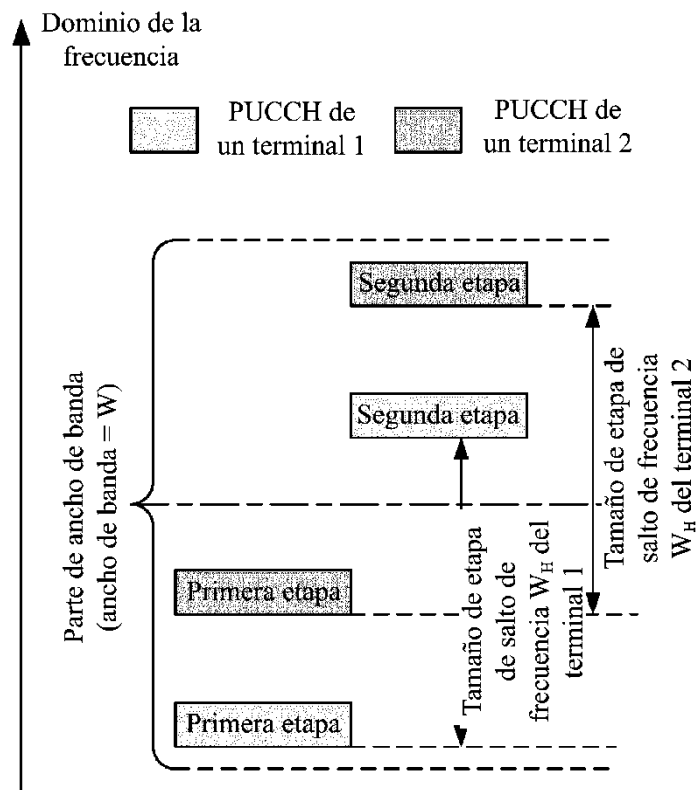 Dominio de la
frecuencia
PUCCH de
un terminal 1
PUCCH de
un terminal 2
Segunda etapa
Segunda etapa
Primera etapa
Primera etapa
Parte de ancho de banda
(ancho de banda = W)
Tamaño de etapa
de salto de
frecuencia W_H del
terminal 1
Tamaño de etapa de
salto de frecuencia
W_H del terminal 2